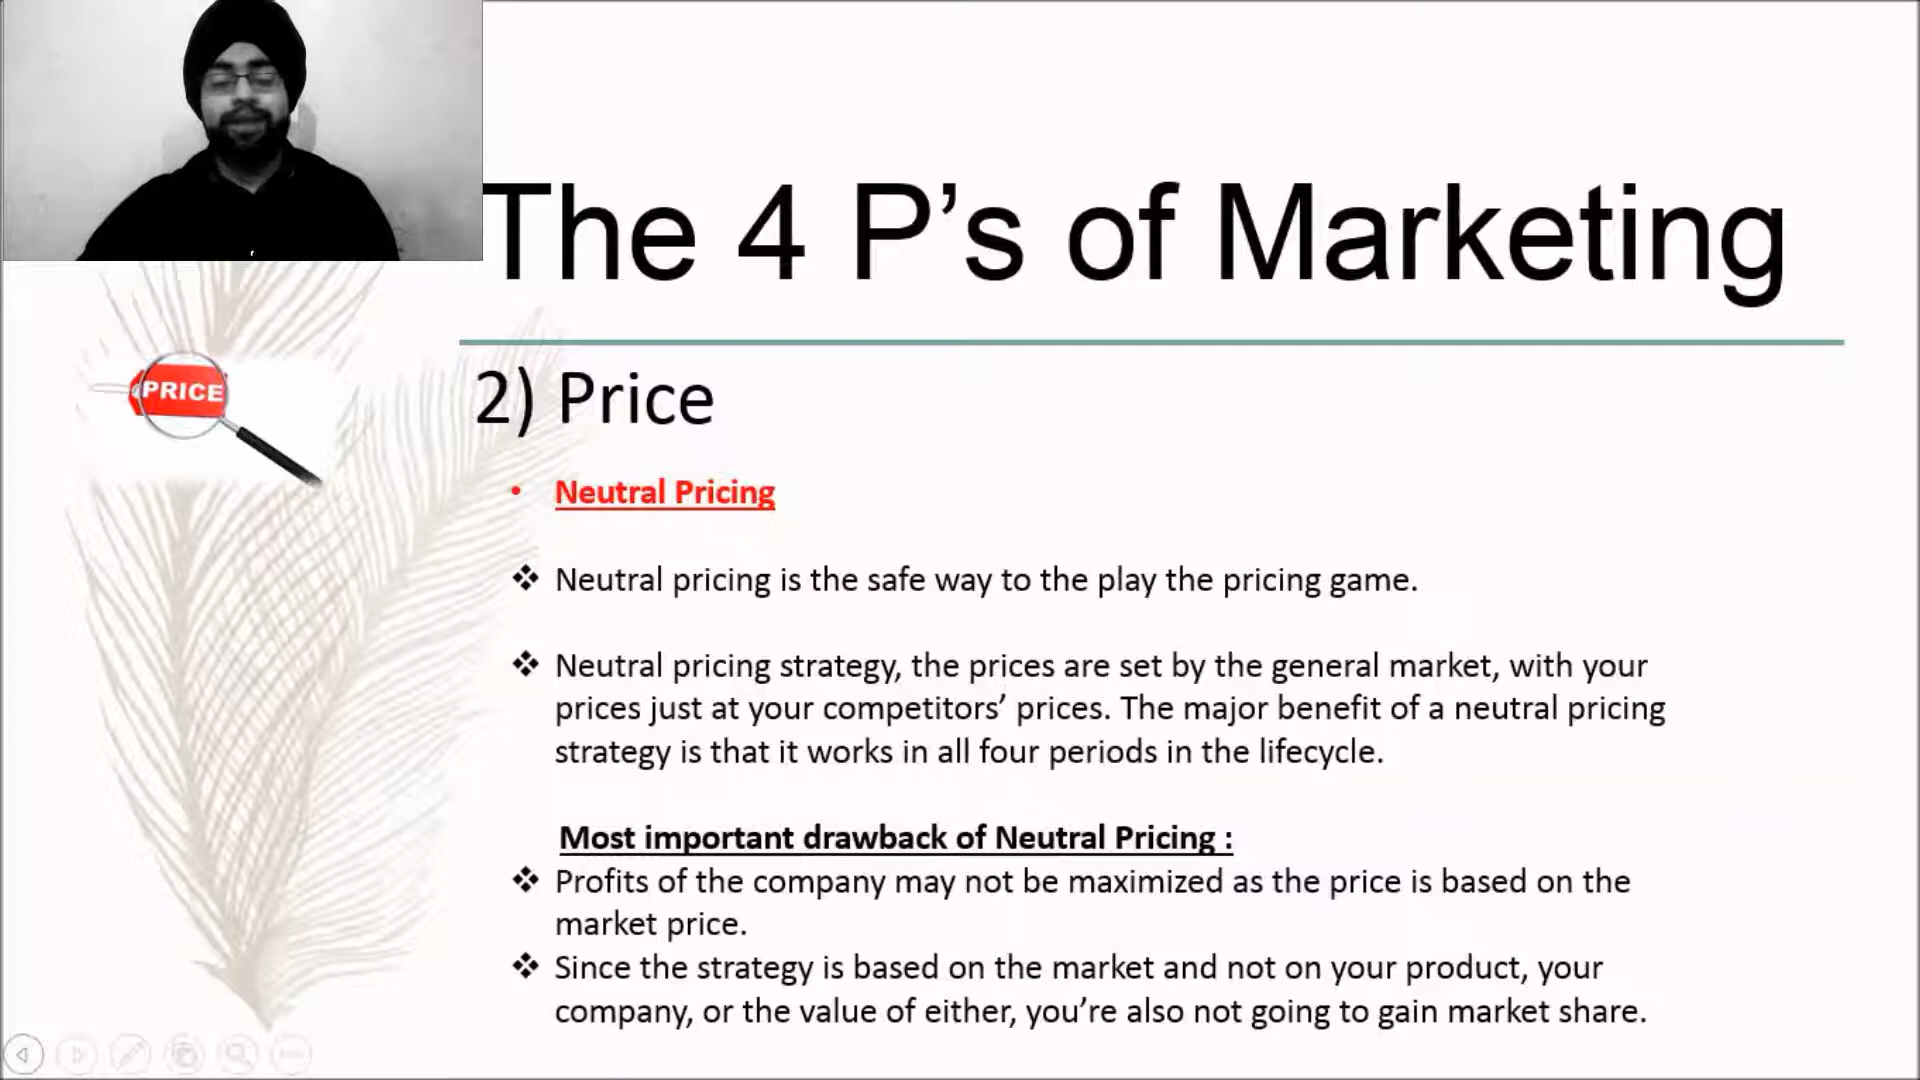 The 4 P’s of Marketing
PRICE
2) Price
• Neutral Pricing
❖ Neutral pricing is the safe way to the play the pricing game.
❖ Neutral pricing strategy, the prices are set by the general market, with your
prices just at your competitors’ prices. The major benefit of a neutral pricing
strategy is that it works in all four periods in the lifecycle.
Most important drawback of Neutral Pricing :
❖ Profits of the company may not be maximized as the price is based on the
market price.
❖ Since the strategy is based on the market and not on your product, your
company, or the value of either, you’re also not going to gain market share.